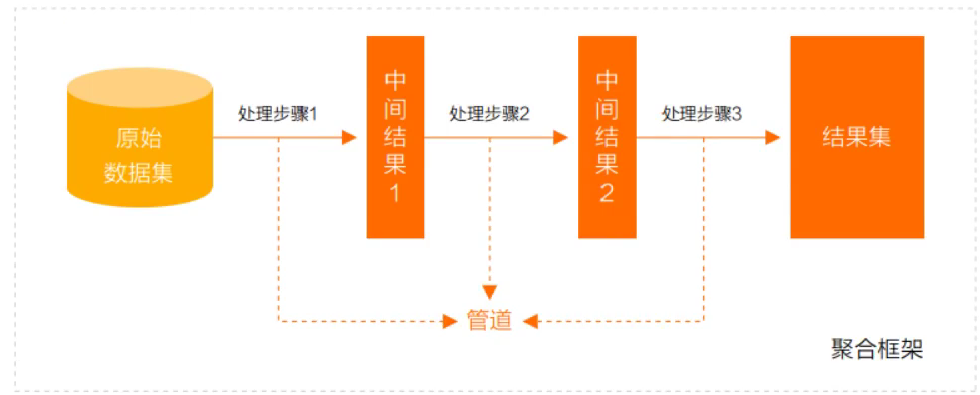 原始
数据集
处理步骤1
中间结果1
处理步骤2
中间结果2
处理步骤3
结果集
管道
聚合框架